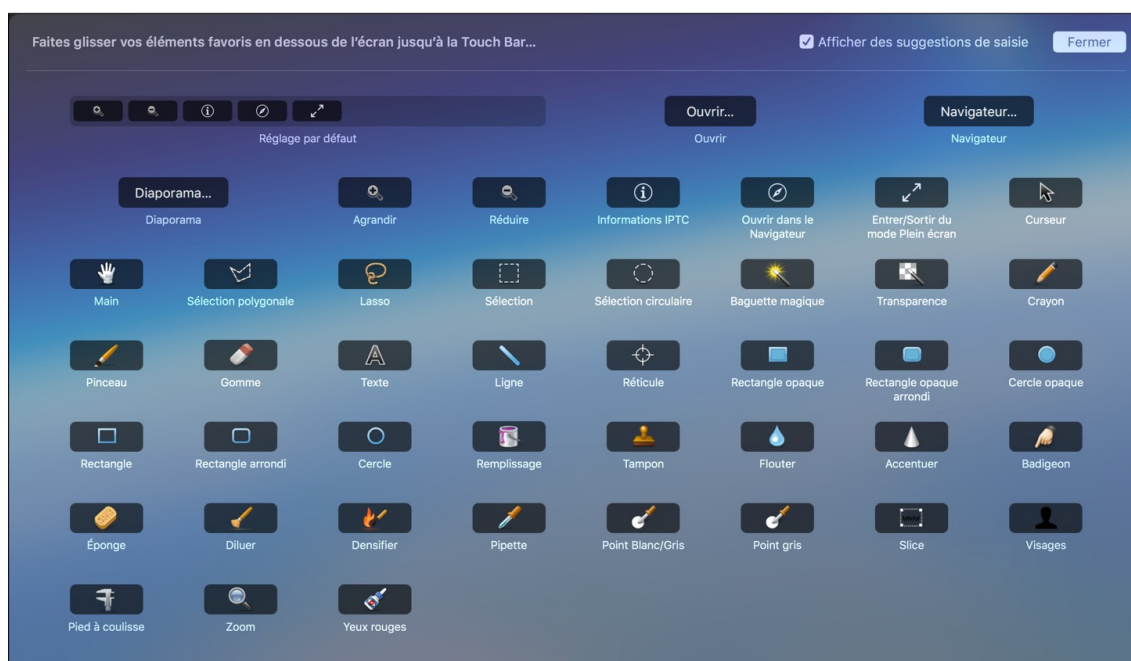 Faites glisser vos éléments favoris en dessous de l'écran jusqu'à la Touch Bar...
Afficher des suggestions de saisie
Fermer
Réglage par défaut
Ouvrir...
Ouvrir
Navigateur...
Navigateur
Diaporama...
Diaporama
Agrandir
Réduire
Informations IPTC
Ouvrir dans le
Navigateur
Entrer/Sortir du
mode Plein écran
Curseur
Main
Sélection polygonale
Lasso
Sélection
Sélection circulaire
Baguette magique
Transparence
Crayon
Pinceau
Gomme
Texte
Ligne
Réticule
Rectangle opaque
Rectangle opaque
arrondi
Cercle opaque
Rectangle
Rectangle arrondi
Cercle
Remplissage
Tampon
Flouter
Accentuer
Badigeon
Éponge
Diluer
Densifier
Pipette
Point Blanc/Gris
Point gris
Slice
Visages
Pied à coulisse
Zoom
Yeux rouges